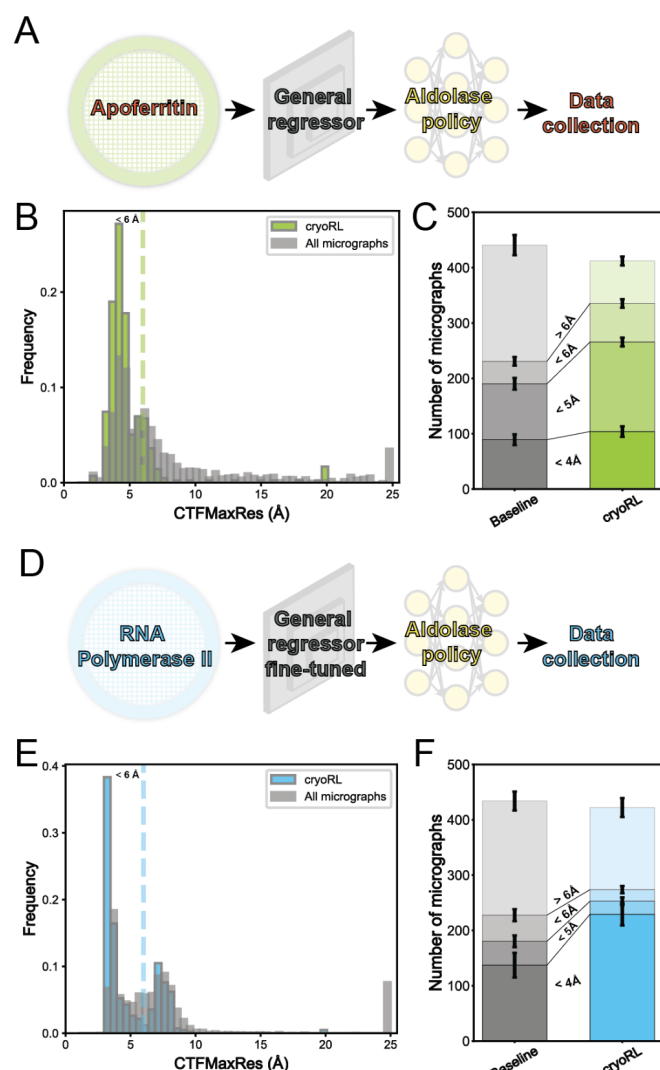 A
Apoferritin
General
regressor
Aldolase
policy
Data
collection
B
< 6 Å
cryoRL
All micrographs
Frequency
0.2
0.1
0.0
0 5 10 15 20 25
CTFMaxRes (Å)
C
Number of micrographs
500
400
300
200
100
0
> 6Å
< 6Å
< 5Å
< 4Å
Baseline
cryoRL
D
RNA
Polymerase II
General
regressor
fine-tuned
Aldolase
policy
Data
collection
E
< 6 Å
cryoRL
All micrographs
Frequency
0.4
0.3
0.2
0.1
0.0
0 5 10 15 20 25
CTFMaxRes (Å)
F
Number of micrographs
500
400
300
200
100
0
> 6Å
< 6Å
< 5Å
< 4Å
Baseline
cryoRL